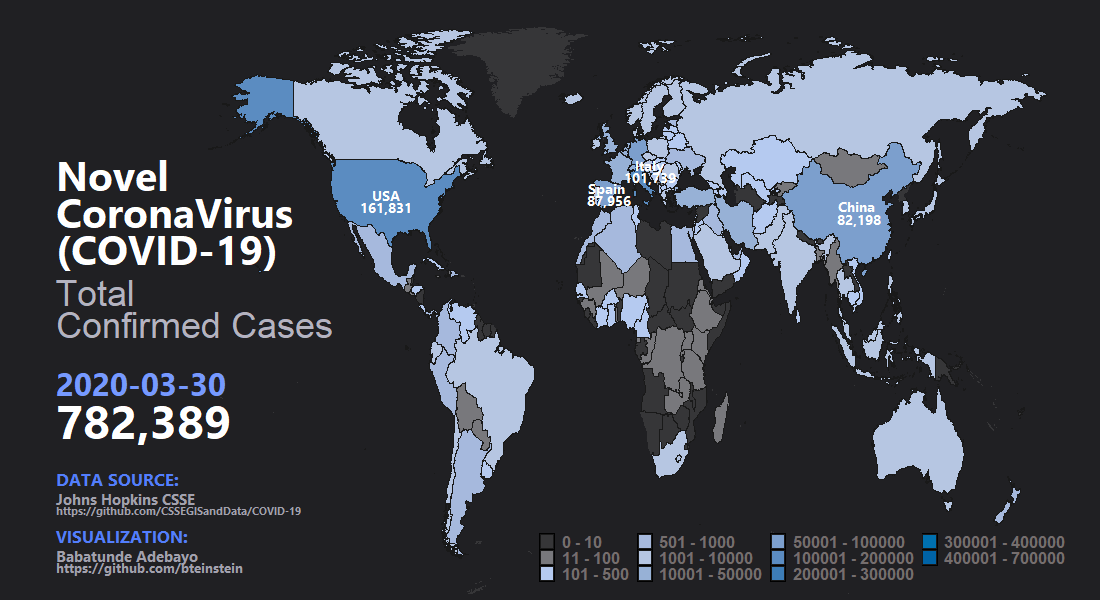 Novel
CoronaVirus
(COVID-19)
Total
Confirmed Cases
2020-03-30
782,389
DATA SOURCE:
Johns Hopkins CSSE
https://github.com/CSSEGISandData/COVID-19
VISUALIZATION:
Babatunde Adebayo
https://github.com/bteinstein
USA
161,831
Italy
101,739
Spain
87,956
China
82,198
0 - 10
11 - 100
101 - 500
501 - 1000
1001 - 10000
10001 - 50000
50001 - 100000
100001 - 200000
200001 - 300000
300001 - 400000
400001 - 700000